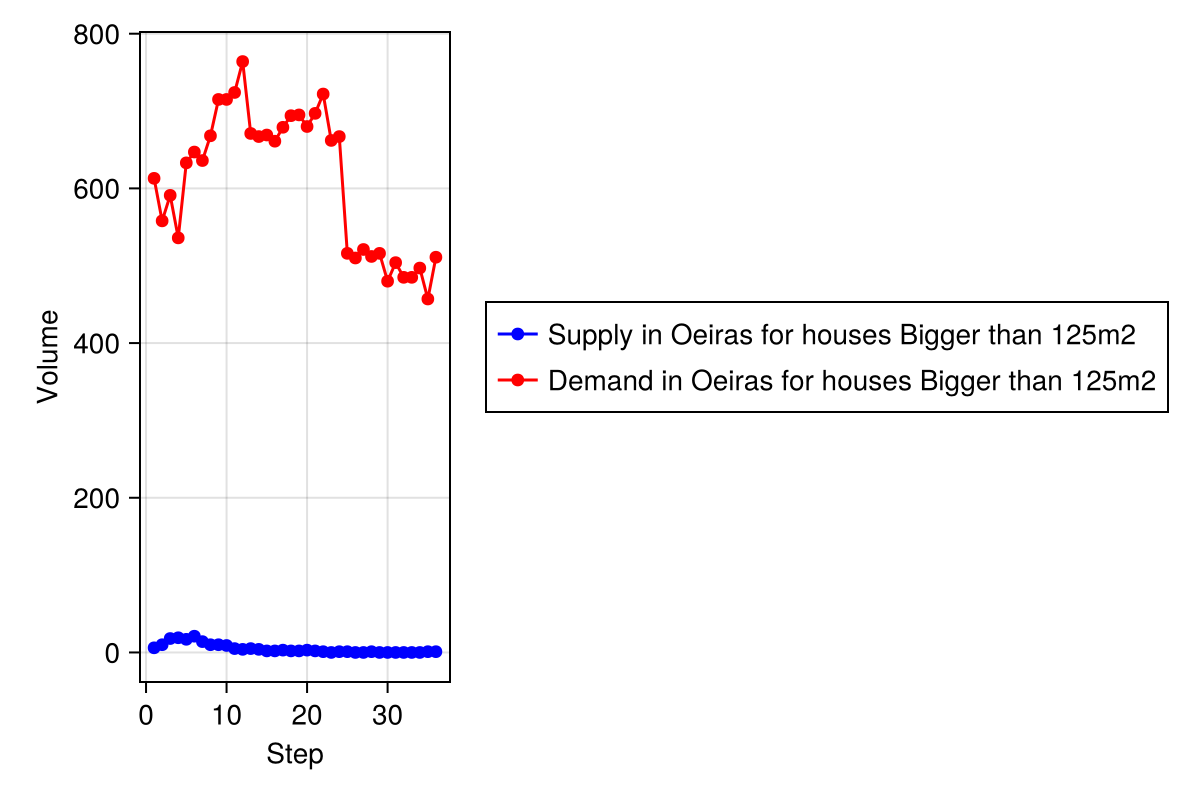 800
600
400
200
0
Volume
0 10 20 30
Step
Supply in Oeiras for houses Bigger than 125m2
Demand in Oeiras for houses Bigger than 125m2